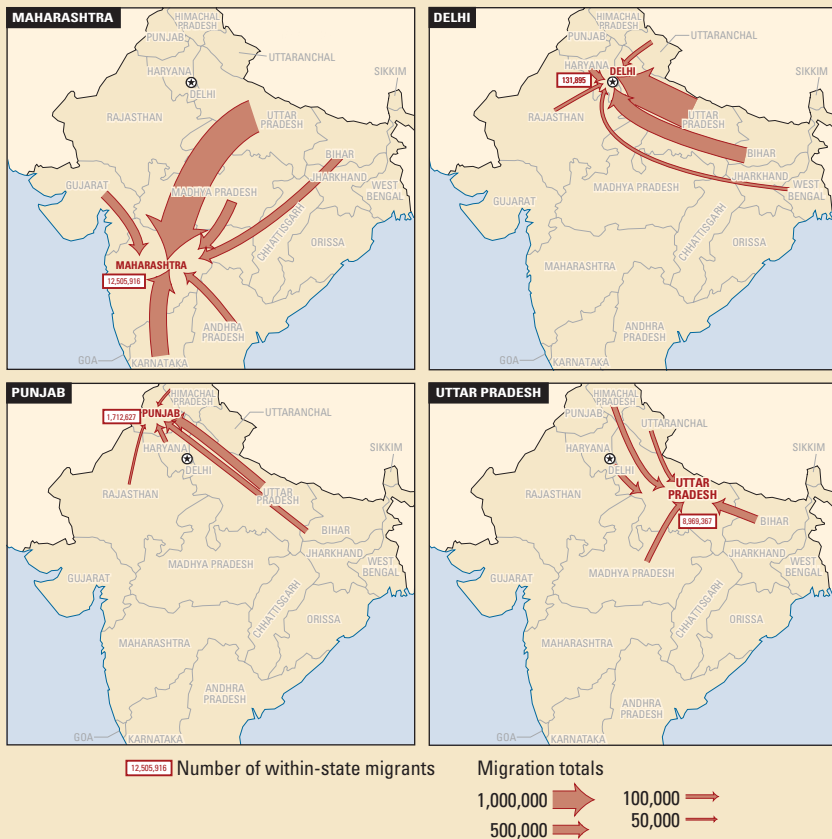 MAHARASHTRA
HIMACHAL
PRADESH
PUNJAB
UTTARANCHAL
HARYANA
DELHI
SIKKIM
RAJASTHAN
UTTAR
PRADESH
BIHAR
JHARKHAND
GUJARAT
MADHYA PRADESH
WEST
BENGAL
CHHATTISGARH
ORISSA
MAHARASHTRA
12,505,916
ANDHRA
PRADESH
GOA
KARNATAKA
DELHI
HIMACHAL
PRADESH
PUNJAB
UTTARANCHAL
HARYANA
DELHI
131,895
SIKKIM
RAJASTHAN
UTTAR
PRADESH
BIHAR
JHARKHAND
MADHYA PRADESH
WEST
BENGAL
GUJARAT
CHHATTISGARH
ORISSA
MAHARASHTRA
ANDHRA
PRADESH
GOA
KARNATAKA
PUNJAB
HIMACHAL
PRADESH
1,712,627
PUNJAB
UTTARANCHAL
HARYANA
DELHI
SIKKIM
RAJASTHAN
UTTAR
PRADESH
BIHAR
JHARKHAND
MADHYA PRADESH
WEST
BENGAL
GUJARAT
CHHATTISGARH
ORISSA
MAHARASHTRA
ANDHRA
PRADESH
GOA
KARNATAKA
UTTAR PRADESH
HIMACHAL
PRADESH
PUNJAB
UTTARANCHAL
HARYANA
DELHI
SIKKIM
RAJASTHAN
UTTAR
PRADESH
8,969,367
BIHAR
JHARKHAND
MADHYA PRADESH
WEST
BENGAL
GUJARAT
CHHATTISGARH
ORISSA
MAHARASHTRA
ANDHRA
PRADESH
GOA
KARNATAKA
12,505,916 Number of within-state migrants
Migration totals
1,000,000
500,000
100,000
50,000